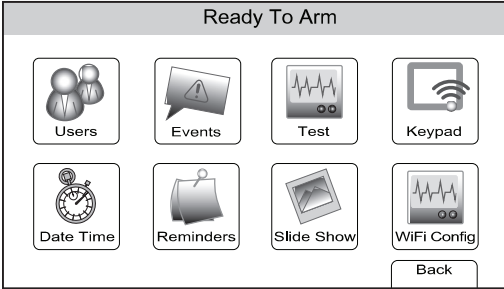 Ready To Arm
Users
Events
Test
Keypad
Date Time
Reminders
Slide Show
WiFi Config
Back